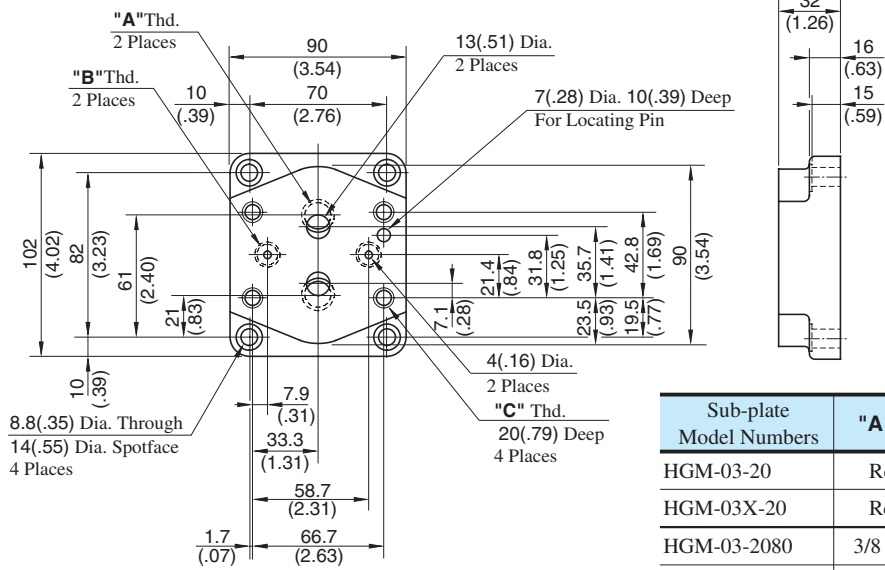 "A"Thd.
2 Places
"B"Thd.
2 Places
90
(3.54)
10
(.39)
70
(2.76)
13(.51) Dia.
2 Places
7(.28) Dia. 10(.39) Deep
For Locating Pin
32
(1.26)
16
(.63)
15
(.59)
102
(4.02)
82
(3.23)
61
(2.40)
21
(.83)
10
(.39)
7.1
(.28)
21.4
(.84)
31.8
(1.25)
35.7
(1.41)
23.5
(.93)
42.8
(1.69)
19.5
(.77)
90
(3.54)
8.8(.35) Dia. Through
14(.55) Dia. Spotface
4 Places
7.9
(.31)
33.3
(1.31)
58.7
(2.31)
1.7
(.07)
66.7
(2.63)
4(.16) Dia.
2 Places
"C" Thd.
20(.79) Deep
4 Places
Sub-plate
Model Numbers
"A
HGM-03-20
HGM-03X-20
HGM-03-2080 3/8